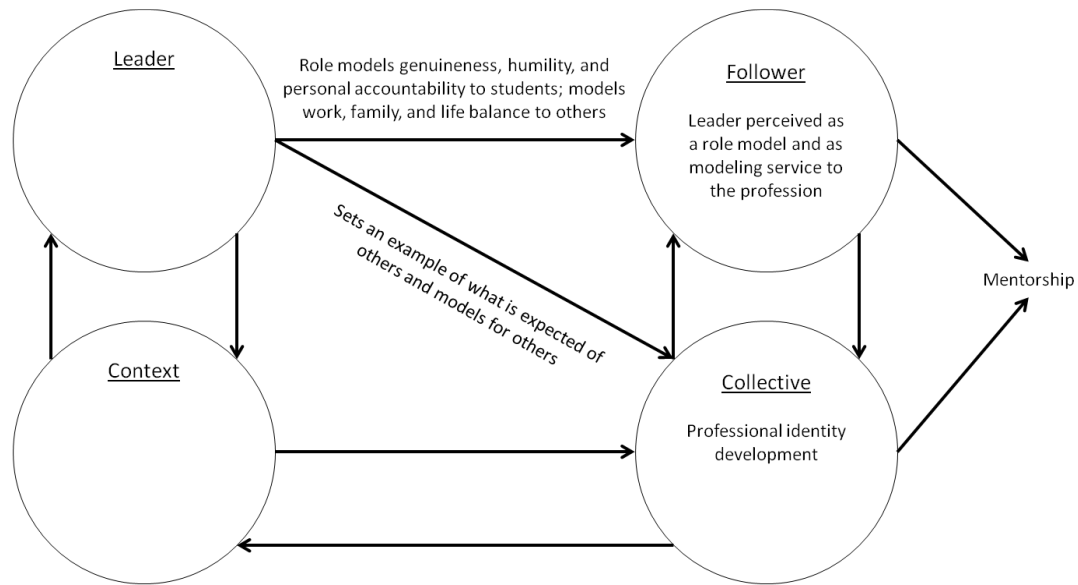 Leader
Role models genuineness, humility, and
personal accountability to students; models
work, family, and life balance to others
Follower
Leader perceived as
a role model and as
modeling service to
the profession
Sets an example of what is expected of
others and models for others
Mentorship
Context
Collective
Professional identity
development